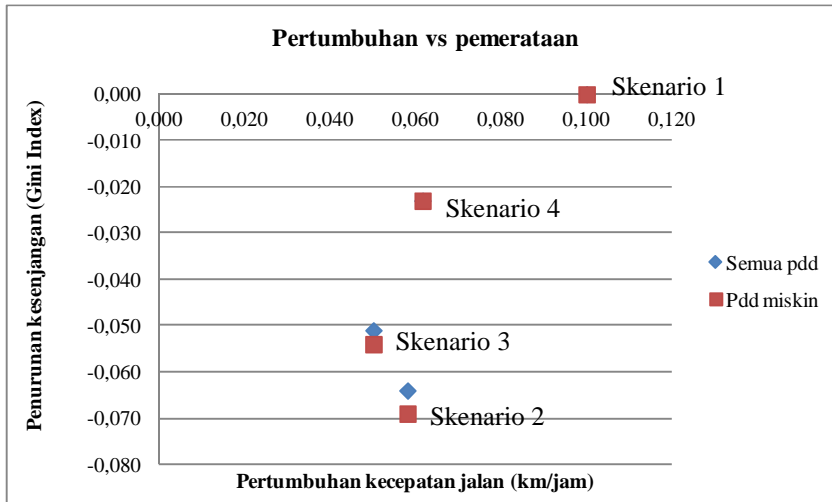 Pertumbuhan vs pemerataan
Penurunan kesenjangan (Gini Index)
0,000
-0,010
-0,020
-0,030
-0,040
-0,050
-0,060
-0,070
-0,080
0,000 0,020 0,040 0,060 0,080 0,100 0,120
Skenario 1
Skenario 4
Skenario 3
Skenario 2
Semua pdd
Pdd miskin
Pertumbuhan kecepatan jalan (km/jam)